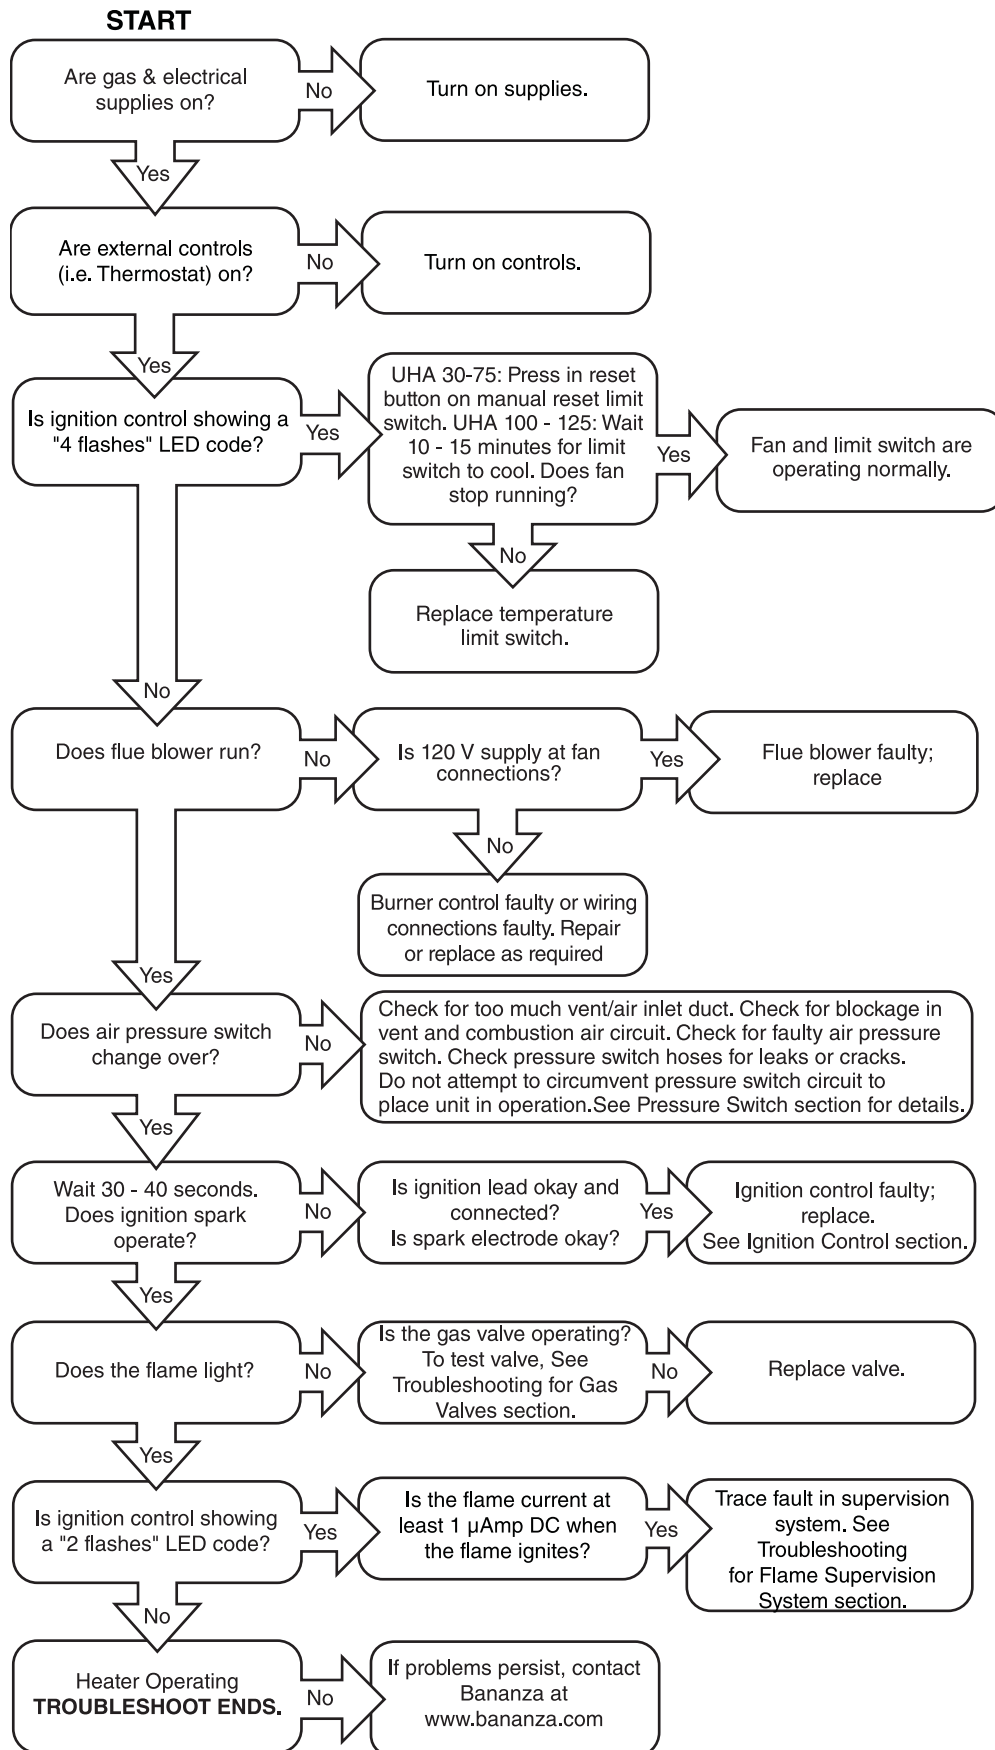 START
Are gas & electrical
supplies on?
No
Turn on supplies.
Yes
Are external controls
(i.e. Thermostat) on?
No
Turn on controls.
Yes
Is ignition control showing a
"4 flashes" LED code?
Yes
UHA 30-75: Press in reset
button on manual reset limit
switch. UHA 100 - 125: Wait
10 - 15 minutes for limit
switch to cool. Does fan
stop running?
Yes
Fan and limit switch are
operating normally.
No
Replace temperature
limit switch.
No
Does flue blower run?
No
Is 120 V supply at fan
connections?
Yes
Flue blower faulty;
replace
No
Burner control faulty or wiring
connections faulty. Repair
or replace as required
Yes
Does air pressure switch
change over?
No
Check for too much vent/air inlet duct. Check for blockage in
vent and combustion air circuit. Check for faulty air pressure
switch. Check pressure switch hoses for leaks or cracks.
Do not attempt to circumvent pressure switch circuit to
place unit in operation.See Pressure Switch section for details.
Yes
Wait 30 - 40 seconds.
Does ignition spark
operate?
No
Is ignition lead okay and
connected?
Is spark electrode okay?
Yes
Ignition control faulty;
replace.
See Ignition Control section.
Yes
Does the flame light?
No
Is the gas valve operating?
To test valve, See
Troubleshooting for Gas
Valves section.
No
Replace valve.
Yes
Is ignition control showing
a "2 flashes" LED code?
Yes
Is the flame current at
least 1 µAmp DC when
the flame ignites?
Yes
Trace fault in supervision
system. See
Troubleshooting
for Flame Supervision
System section.
No
Heater Operating
TROUBLESHOOT ENDS.
No
If problems persist, contact
Bananza at
www.bananza.com